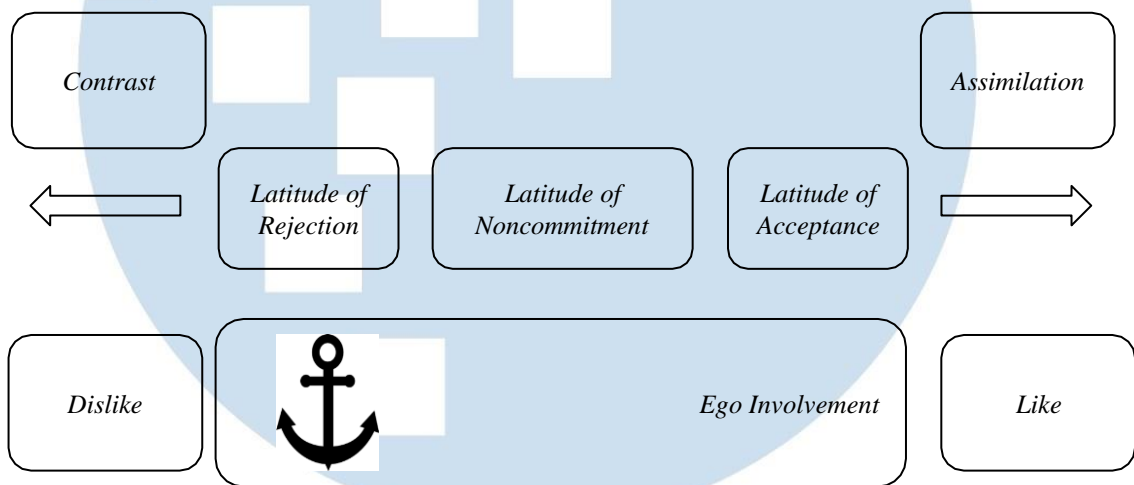 Contrast
Assimilation
Latitude of
Rejection
Latitude of
Noncommitment
Latitude of
Acceptance
Dislike
Ego Involvement
Like